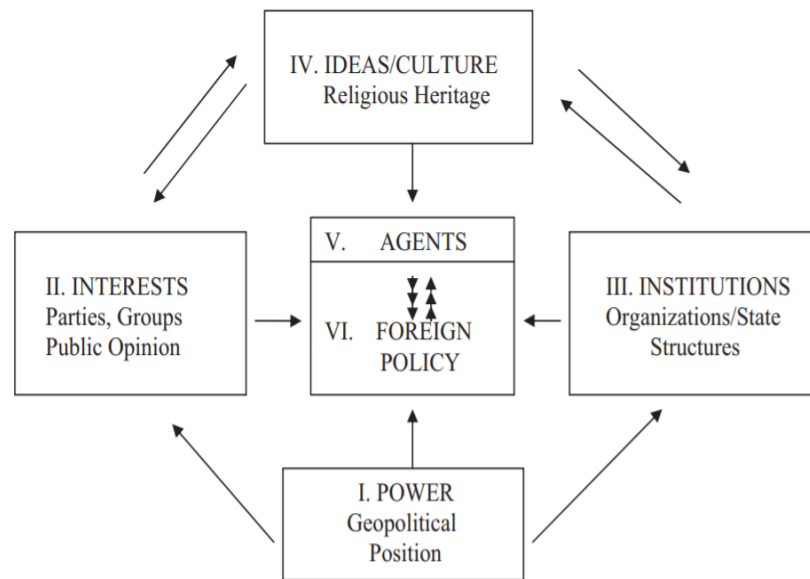 IV. IDEAS/CULTURE
Religious Heritage
V. AGENTS
II. INTERESTS
Parties, Groups
Public Opinion
VI. FOREIGN
POLICY
III. INSTITUTIONS
Organizations/State
Structures
I. POWER
Geopolitical
Position